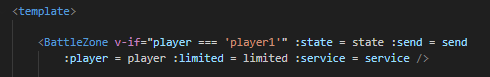 <template>
<BattleZone v-if="player === 'player1'" :state = state :send = send
:player = player :limited = limited :service = service />